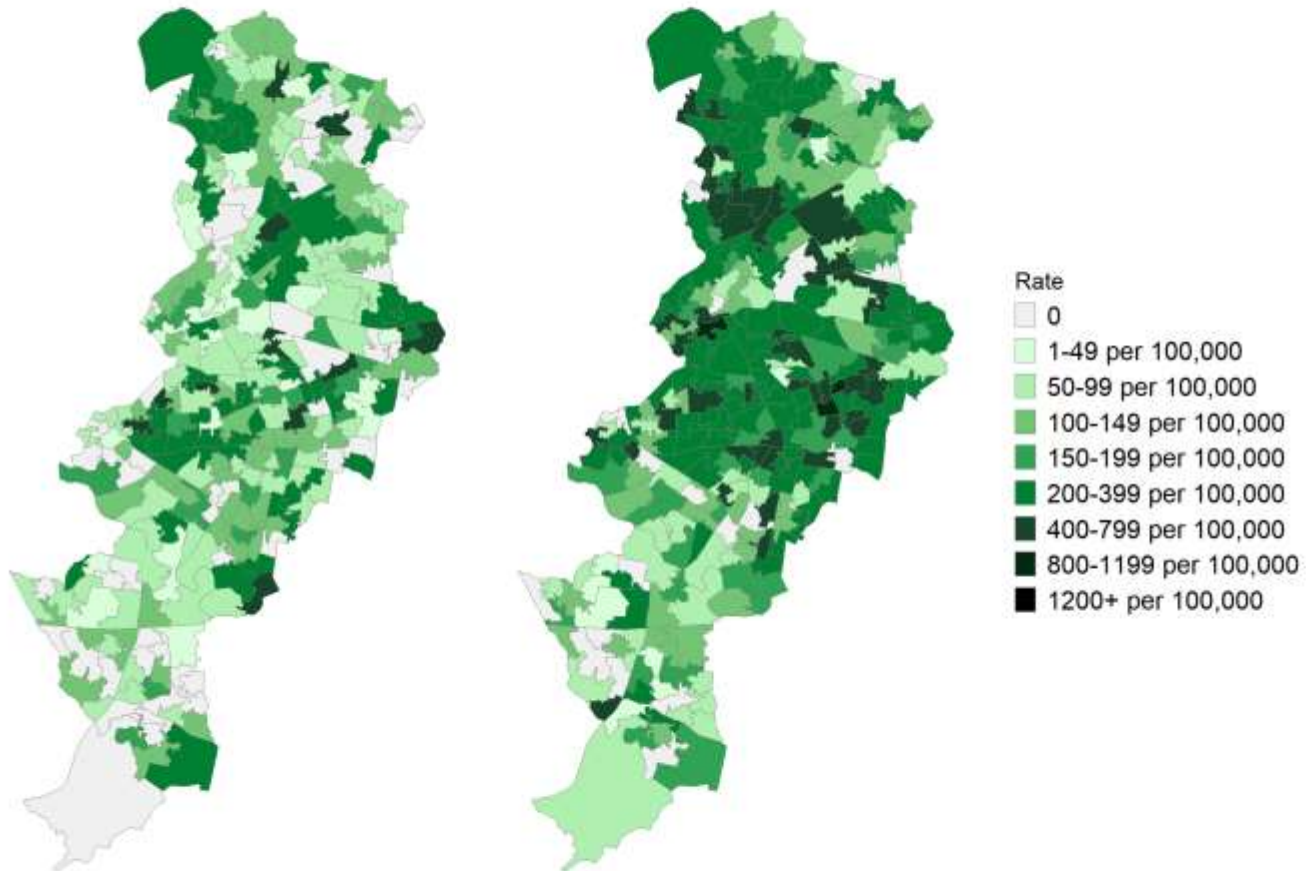 Rate
0
1-49 per 100,000
50-99 per 100,000
100-149 per 100,000
150-199 per 100,000
200-399 per 100,000
400-799 per 100,000
800-1199 per 100,000
1200+ per 100,000